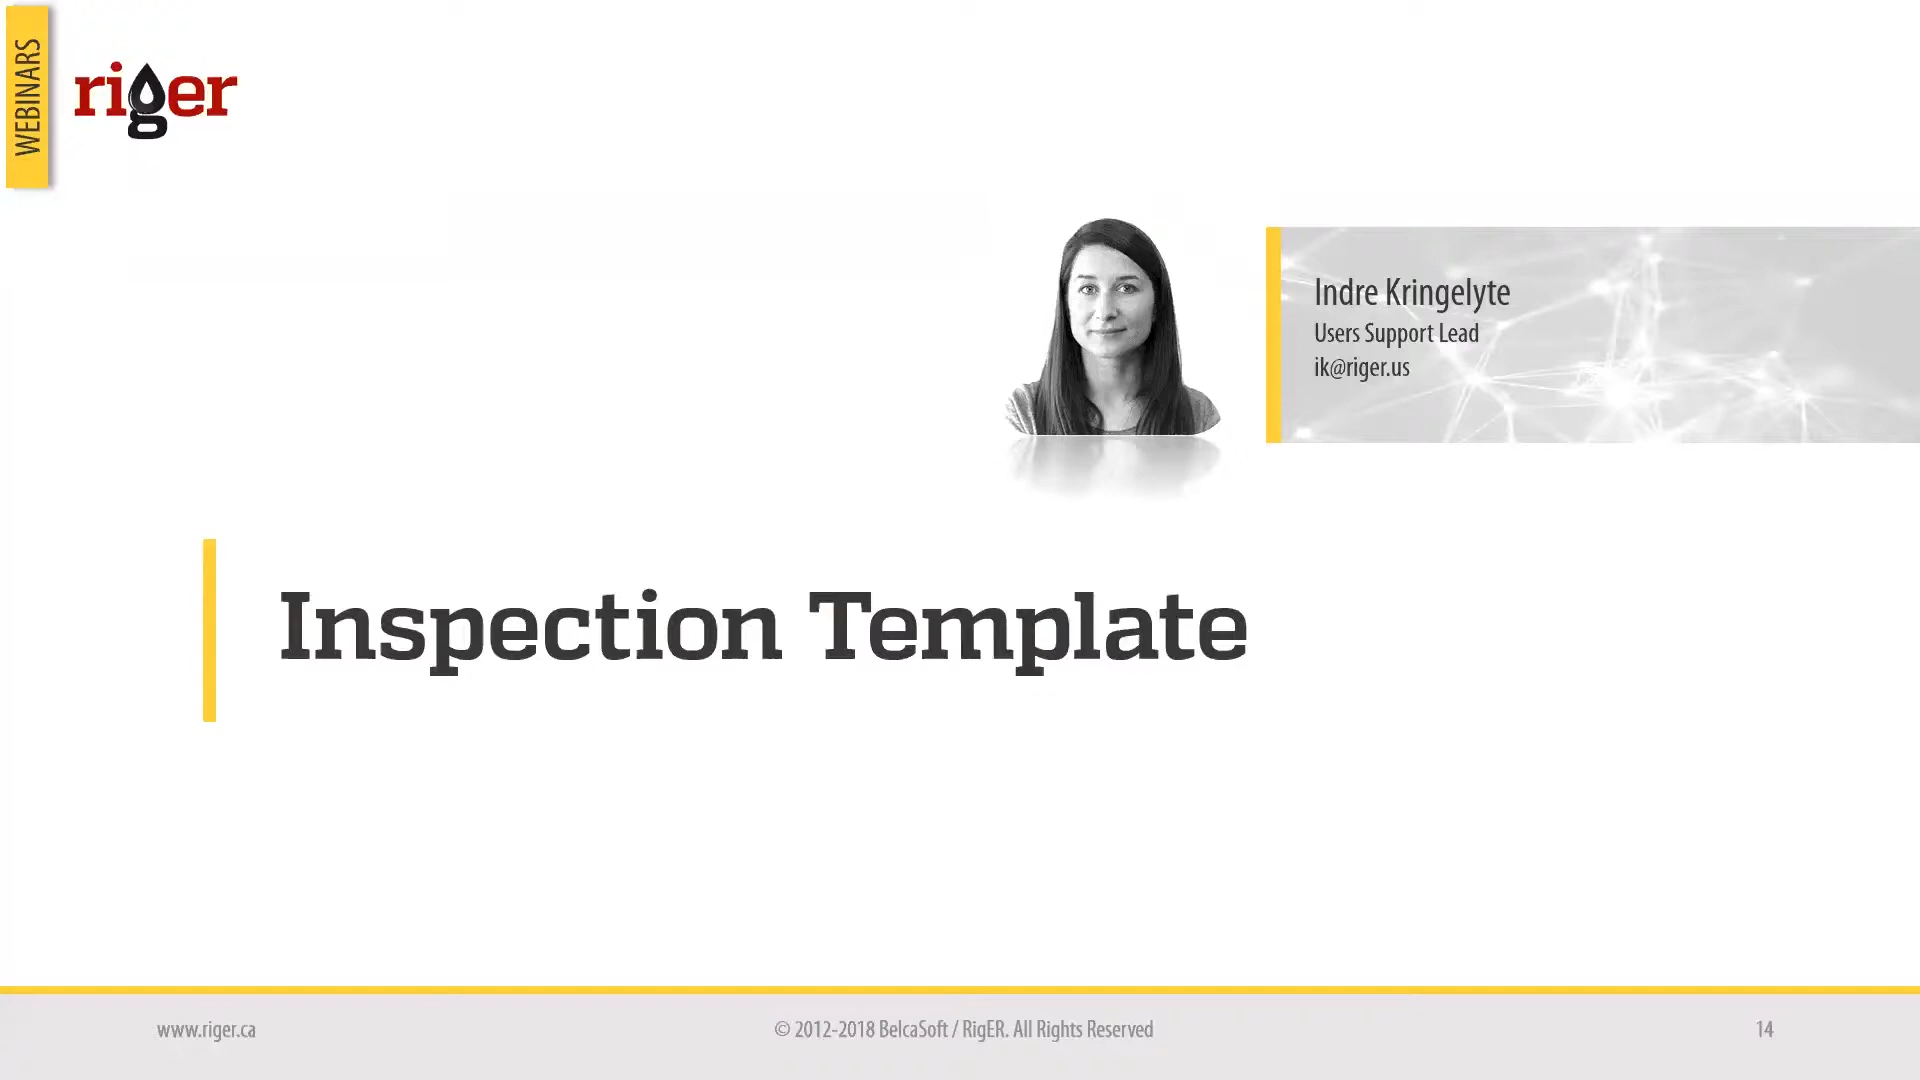 WEBINARS
riger
Indre Kringelyte
Users Support Lead
ik@riger.us
Inspection Template
www.riger.ca
© 2012-2018 BelcaSoft / RigER. All Rights Reserved
14